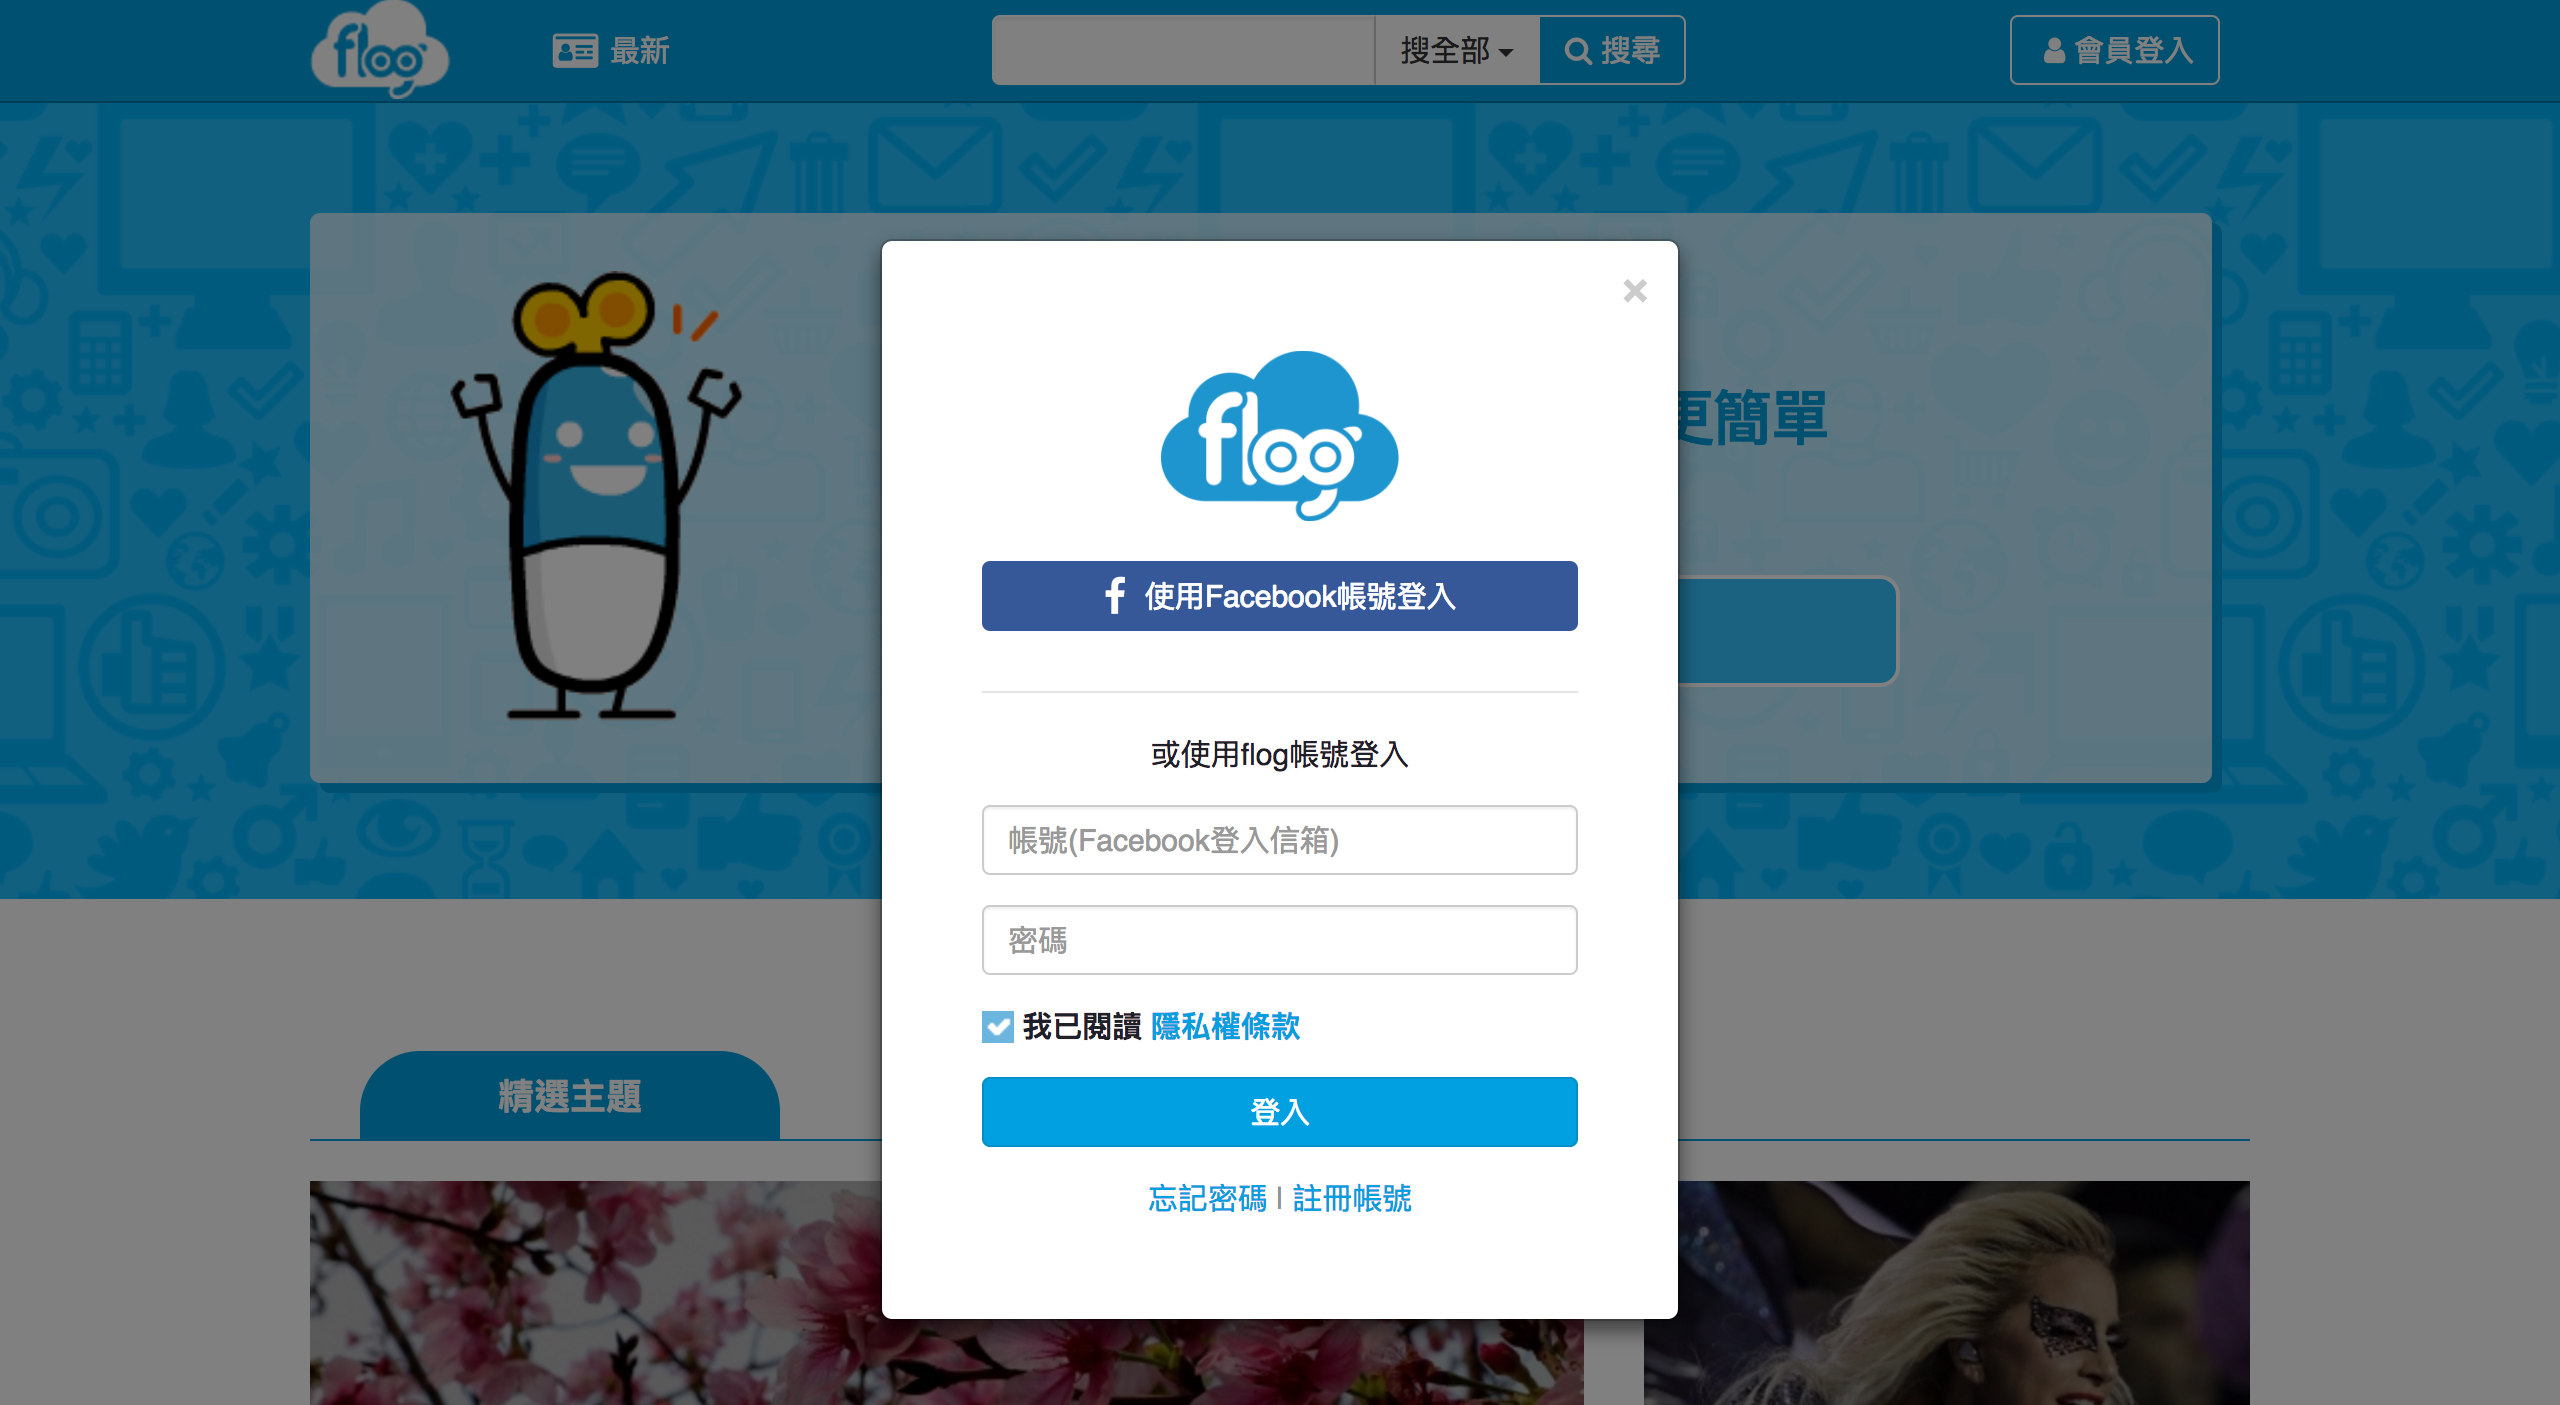 flog
最新
搜全部
搜尋
會員登入
更簡單
flog
使用Facebook帳號登入
或使用flog帳號登入
帳號(Facebook登入信箱)
密碼
我已閱讀 隱私權條款
登入
忘記密碼 | 註冊帳號
精選主題